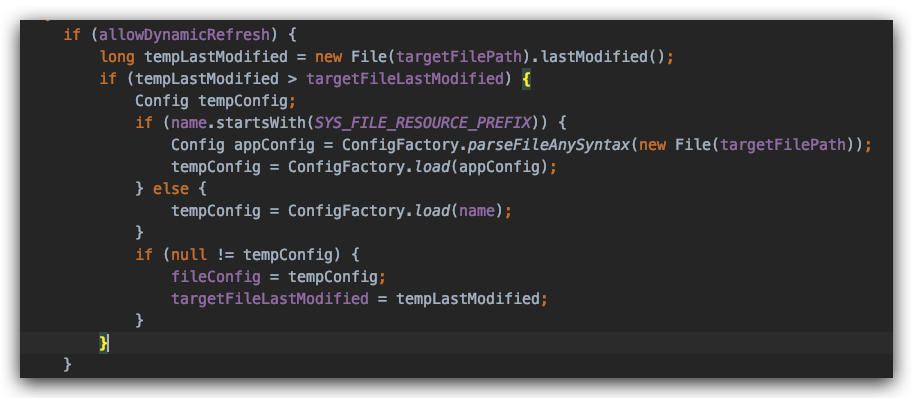 if (allowDynamicRefresh) {
    long tempLastModified = new File(targetFilePath).lastModified();
    if (tempLastModified > targetFileLastModified) {
        Config tempConfig;
        if (name.startsWith(SYS_FILE_RESOURCE_PREFIX)) {
            Config appConfig = ConfigFactory.parseFileAnySyntax(new File(targetFilePath));
            tempConfig = ConfigFactory.load(appConfig);
        } else {
            tempConfig = ConfigFactory.load(name);
        }
        if (null != tempConfig) {
            fileConfig = tempConfig;
            targetFileLastModified = tempLastModified;
        }
    }
}